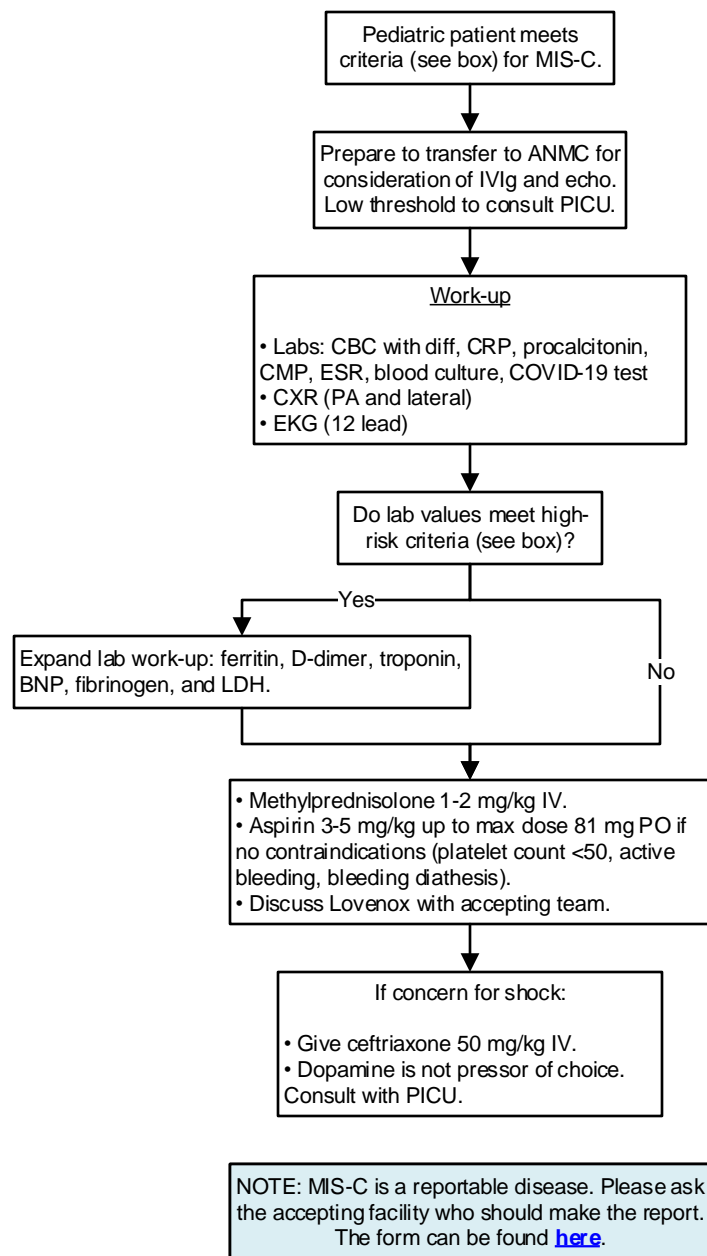 Pediatric patient meets
criteria (see box) for MIS-C.
Prepare to transfer to ANMC for
consideration of IVIg and echo.
Low threshold to consult PICU.
Work-up
• Labs: CBC with diff, CRP, procalcitonin,
CMP, ESR, blood culture, COVID-19 test
• CXR (PA and lateral)
• EKG (12 lead)
Do lab values meet high-
risk criteria (see box)?
Yes
Expand lab work-up: ferritin, D-dimer, troponin,
BNP, fibrinogen, and LDH.
No
• Methylprednisolone 1-2 mg/kg IV.
• Aspirin 3-5 mg/kg up to max dose 81 mg PO if
no contraindications (platelet count <50, active
bleeding, bleeding diathesis).
• Discuss Lovenox with accepting team.
If concern for shock:
• Give ceftriaxone 50 mg/kg IV.
• Dopamine is not pressor of choice.
Consult with PICU.
NOTE: MIS-C is a reportable disease. Please ask
the accepting facility who should make the report.
The form can be found here.